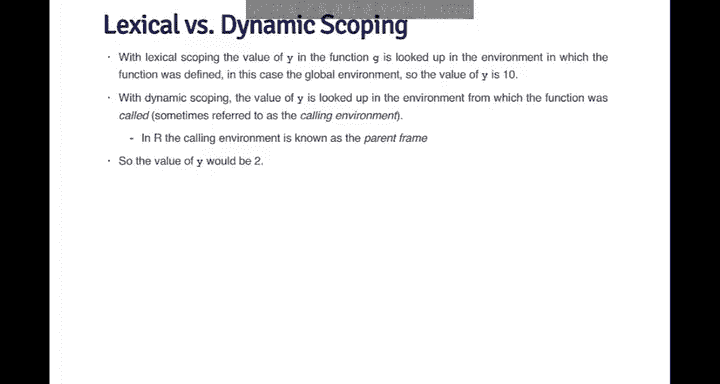 Lexical vs. Dynamic Scoping
· With lexical scoping the value of y in the function g is looked up in the environment in which the
function was defined, in this case the global environment, so the value of y is 10.
· With dynamic scoping, the value of y is looked up in the environment from which the function was
called (sometimes referred to as the calling environment).
- In R the calling environment is known as the parent frame
· So the value of y would be 2.